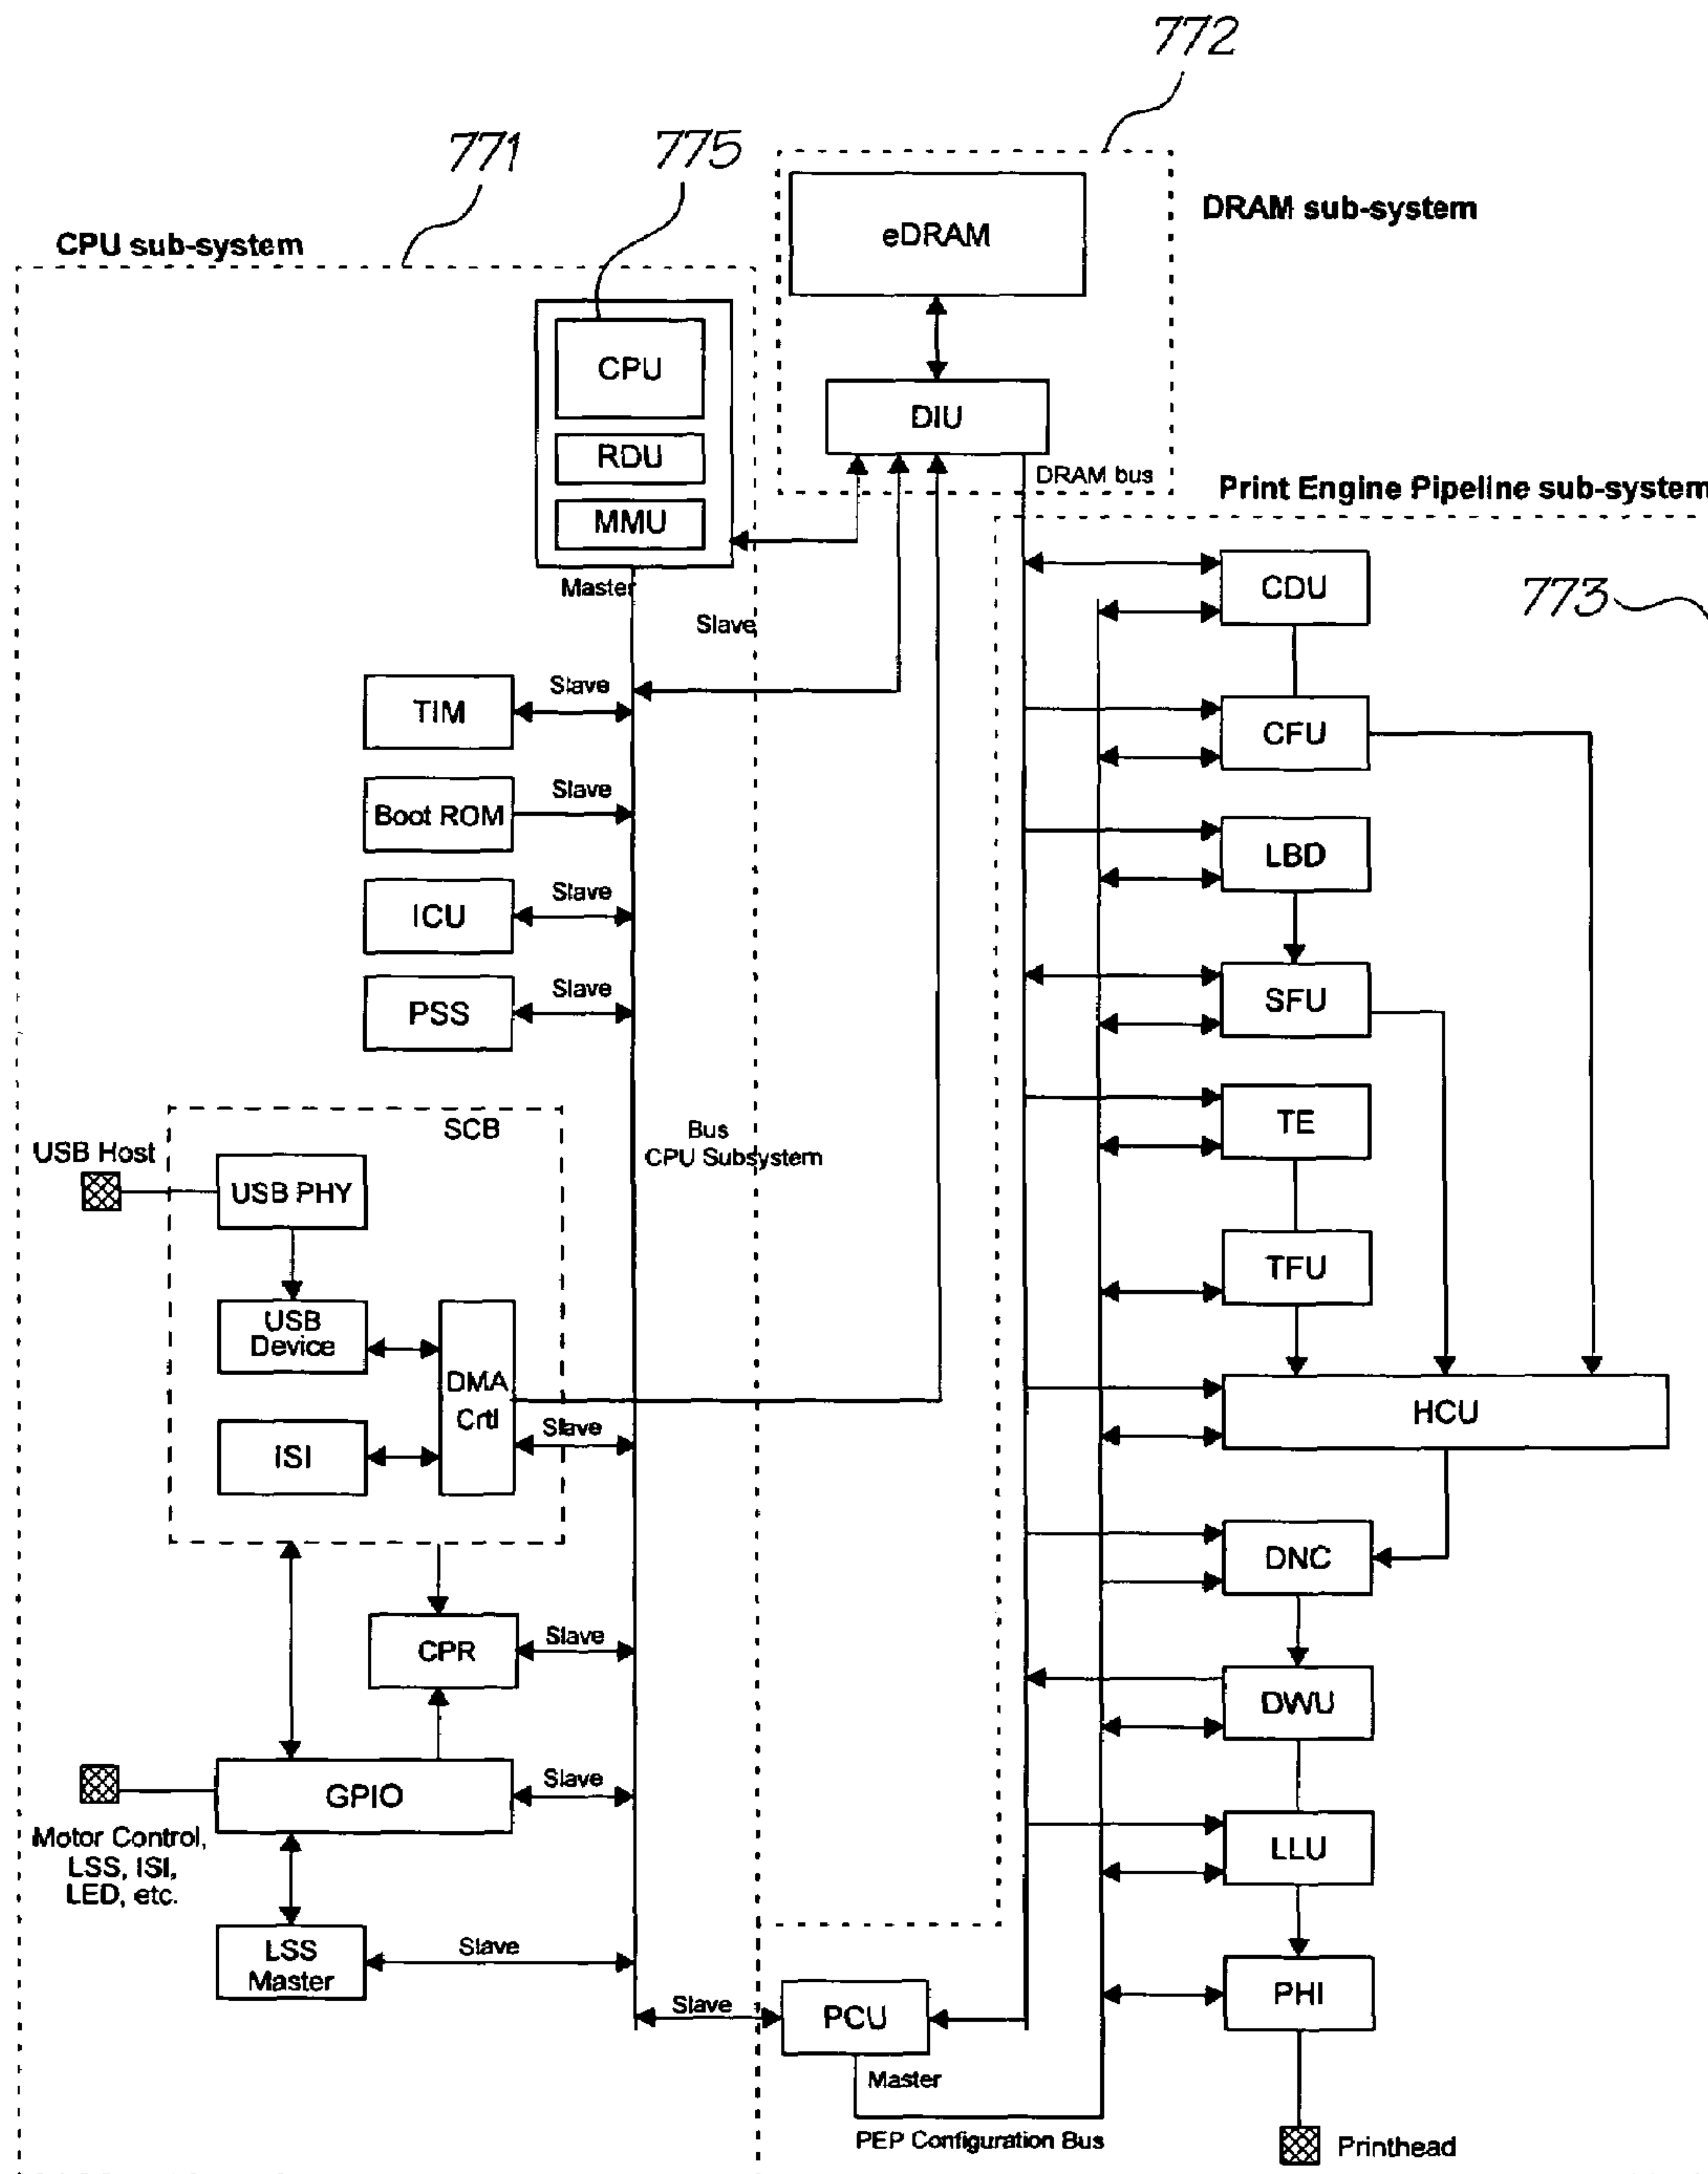 772
771
775
DRAM sub-system
CPU sub-system
eDRAM
CPU
DIU
RDU
DRAM bus
Print Engine Pipeline sub-system
MMU
Master
CDU
773
Slave
TIM
Slave
CFU
Boot ROM
Slave
LBD
ICU
Slave
PSS
Slave
SFU
SCB
TE
USB Host
Bus
CPU Subsystem
USB PHY
TFU
USB
Device
DMA
Crtl
HCU
ISI
Slave
DNC
CPR
Slave
DWU
GPIO
Slave
Motor Control,
LSS, ISI,
LED, etc.
LLU
LSS
Master
Slave
PHI
Slave
PCU
Master
PEP Configuration Bus
Printhead